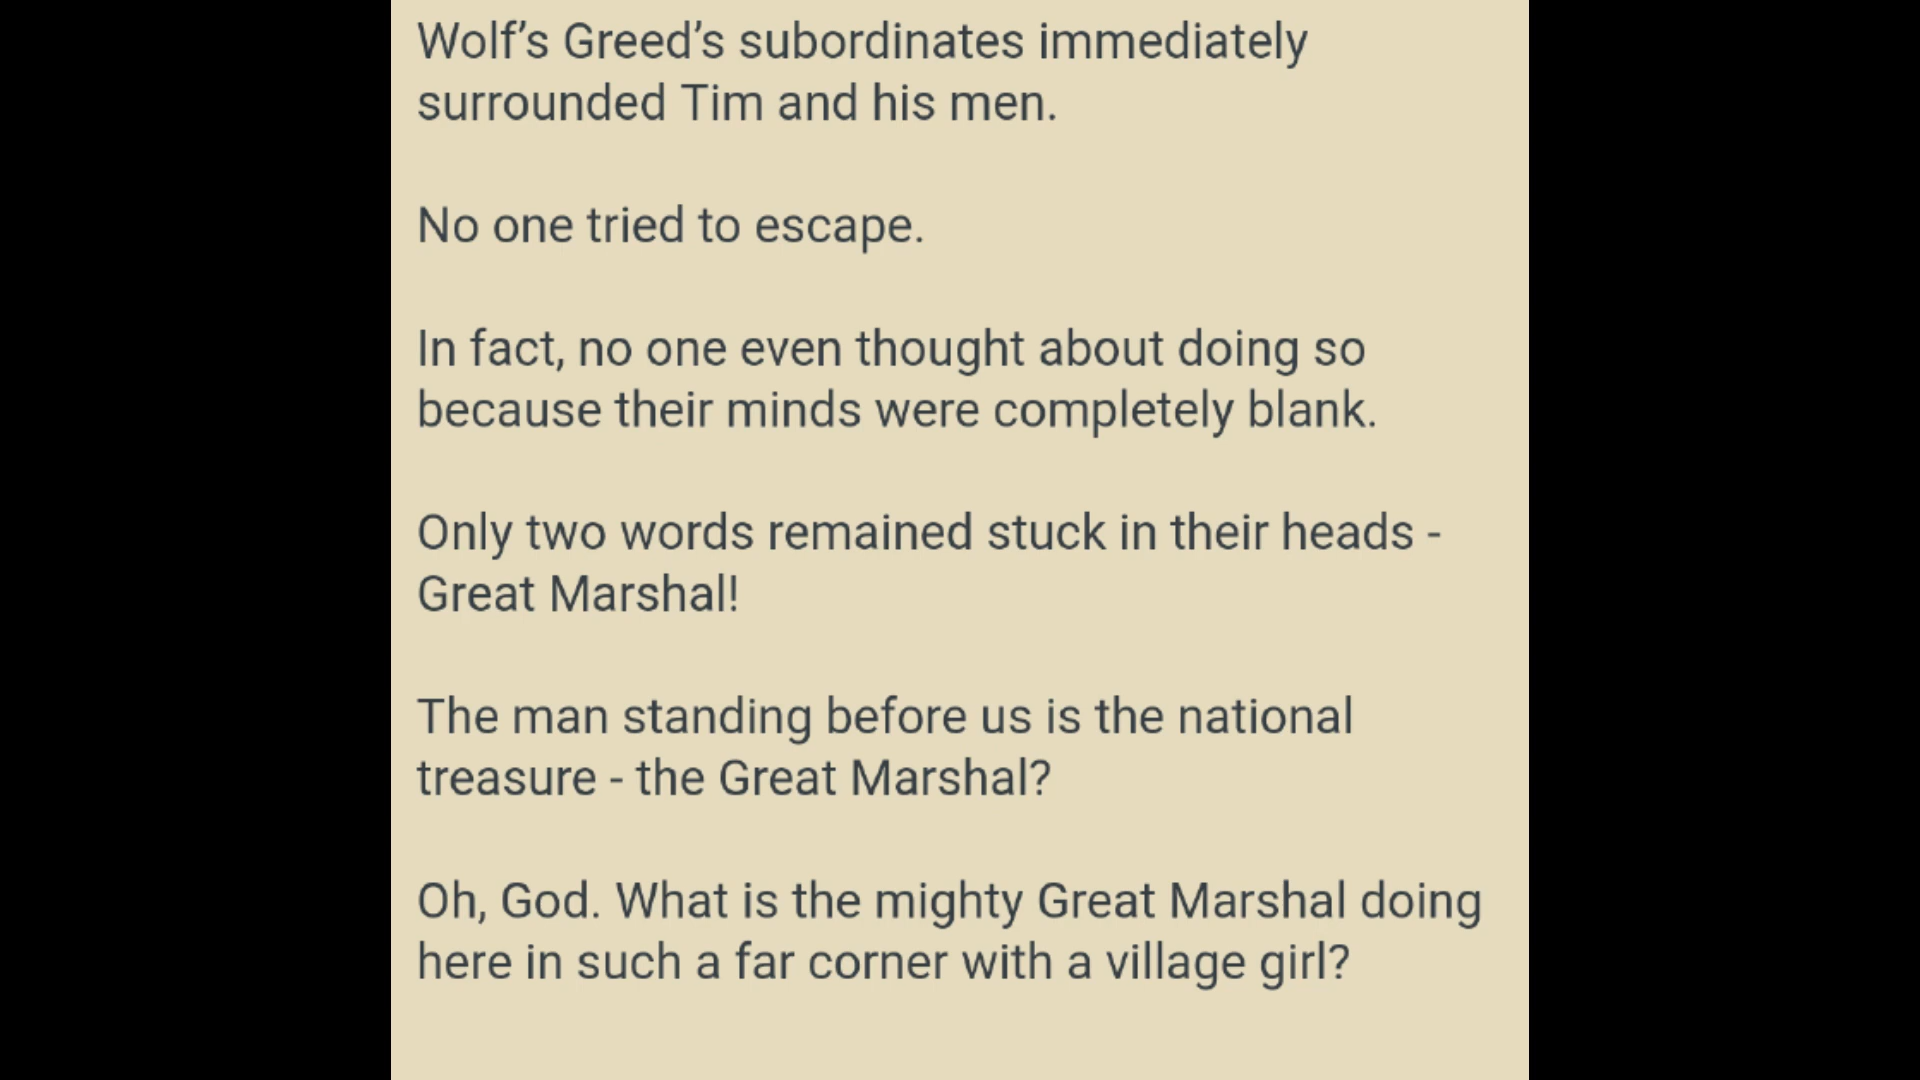 Wolf’s Greed’s subordinates immediately
surrounded Tim and his men.
No one tried to escape.
In fact, no one even thought about doing so
because their minds were completely blank.
Only two words remained stuck in their heads -
Great Marshal!
The man standing before us is the national
treasure - the Great Marshal?
Oh, God. What is the mighty Great Marshal doing
here in such a far corner with a village girl?